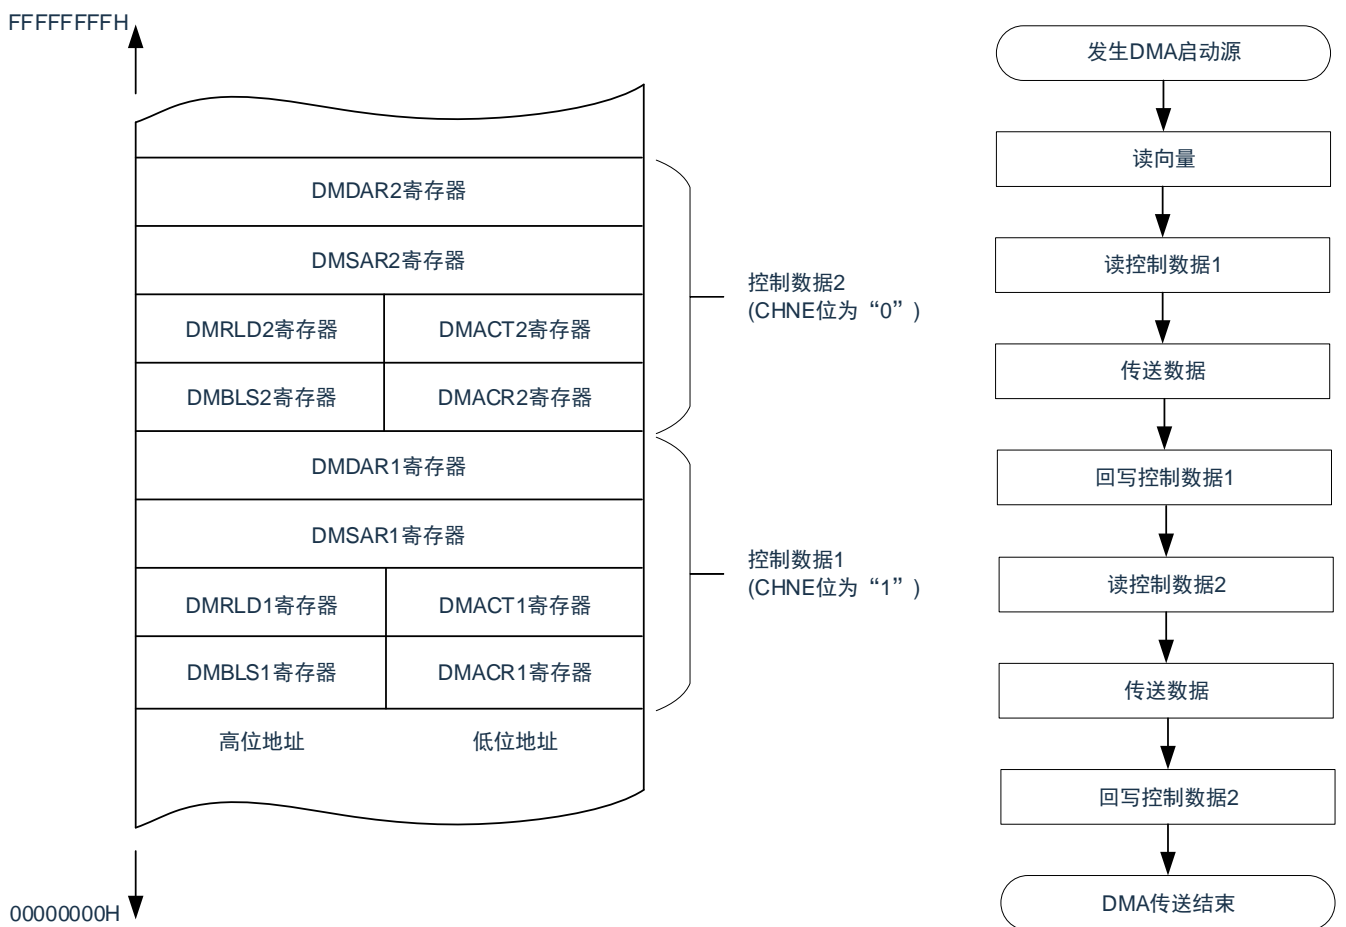 FFFFFFFFH
DMDAR2寄存器
DMSAR2寄存器
DMRLD2寄存器
DMACT2寄存器
DMBLS2寄存器
DMACR2寄存器
DMDAR1寄存器
DMSAR1寄存器
DMRLD1寄存器
DMACT1寄存器
DMBLS1寄存器
DMACR1寄存器
高位地址
低位地址
00000000H
控制数据2
(CHNE位为“0”)
控制数据1
(CHNE位为“1”)
发生DMA启动源
读向量
读控制数据1
传送数据
回写控制数据1
读控制数据2
传送数据
回写控制数据2
DMA传送结束